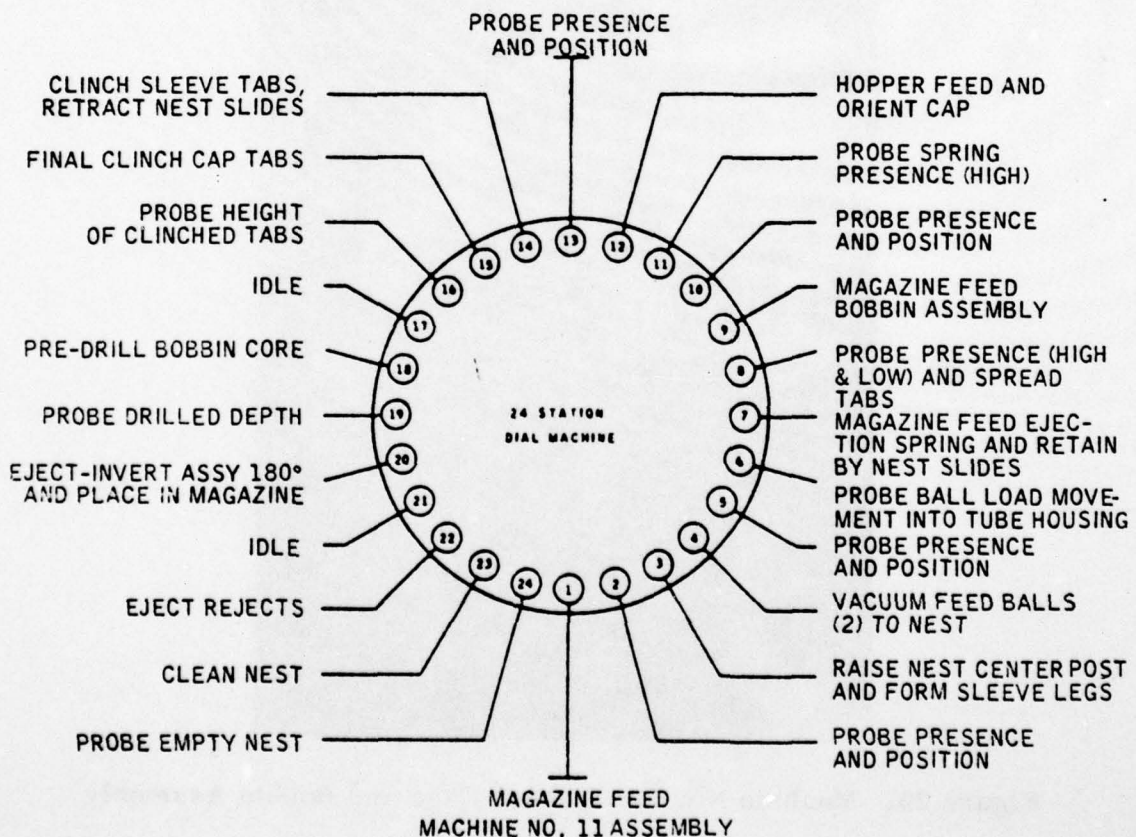 PROBE PRESENCE
AND POSITION
CLINCH SLEEVE TABS,
RETRACT NEST SLIDES
FINAL CLINCH CAP TABS
PROBE HEIGHT
OF CLINCHED TABS
IDLE
PRE-DRILL BOBBIN CORE
PROBE DRILLED DEPTH
EJECT-INVERT ASSY 180°
AND PLACE IN MAGAZINE
IDLE
EJECT REJECTS
CLEAN NEST
PROBE EMPTY NEST
HOPPER FEED AND
ORIENT CAP
PROBE SPRING
PRESENCE (HIGH)
PROBE PRESENCE
AND POSITION
MAGAZINE FEED
BOBBIN ASSEMBLY
PROBE PRESENCE (HIGH
& LOW) AND SPREAD
TABS
MAGAZINE FEED EJEC-
TION SPRING AND RETAIN
BY NEST SLIDES
PROBE BALL LOAD MOVE-
MENT INTO TUBE HOUSING
PROBE PRESENCE
AND POSITION
VACUUM FEED BALLS
(2) TO NEST
RAISE NEST CENTER POST
AND FORM SLEEVE LEGS
PROBE PRESENCE
AND POSITION
13
14
12
15
11
16
10
17
9
18
8
19
7
20
6
21
5
22
4
23
3
24
2
1
24 STATION
DIAL MACHINE
MAGAZINE FEED
MACHINE NO. 11 ASSEMBLY